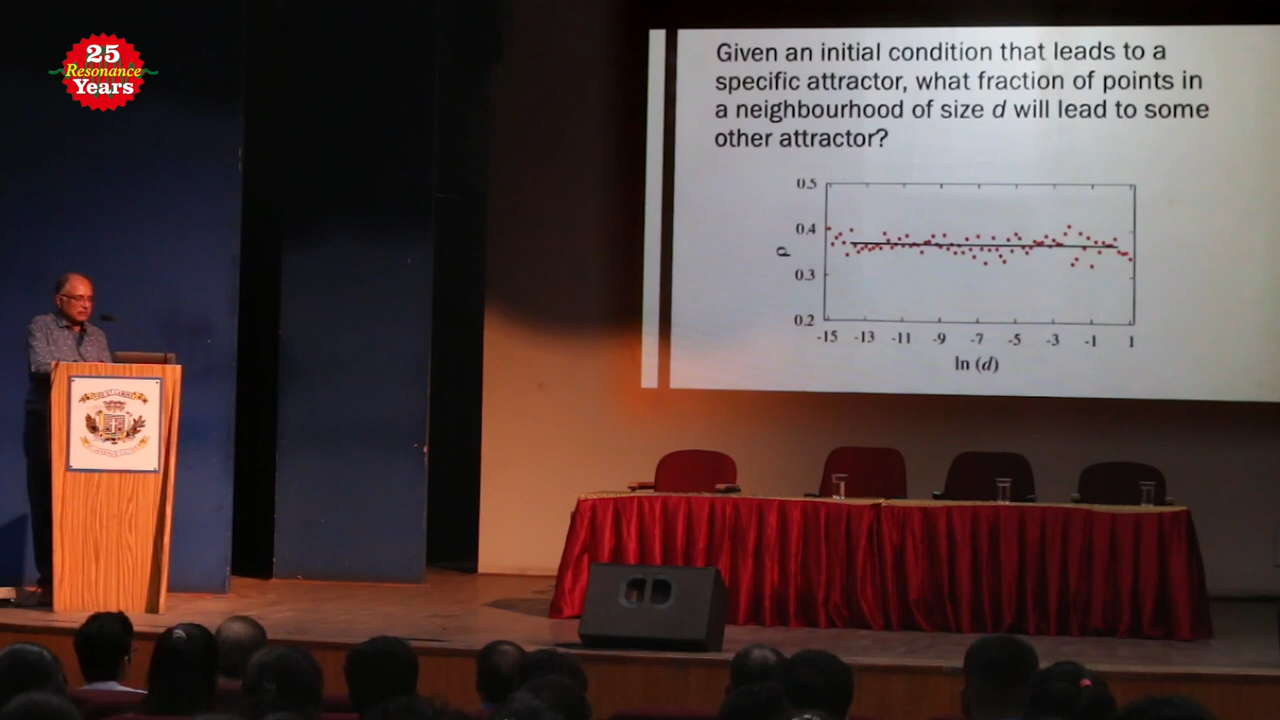 25
Resonance
Years
Given an initial condition that leads to a
specific attractor, what fraction of points in
a neighbourhood of size d will lead to some
other attractor?
0.5
0.4
ρ
0.3
0.2
-15 -13 -11 -9 -7 -5 -3 -1 1
ln (d)